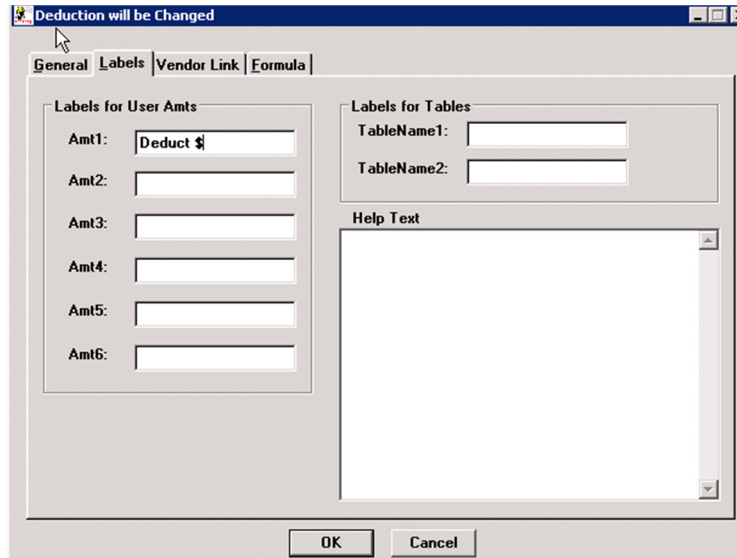 Deduction will be Changed
General Labels Vendor Link Formula
Labels for User Amts
Amt1: Deduct $
Amt2:
Amt3:
Amt4:
Amt5:
Amt6:
Labels for Tables
TableName1:
TableName2:
Help Text
OK Cancel